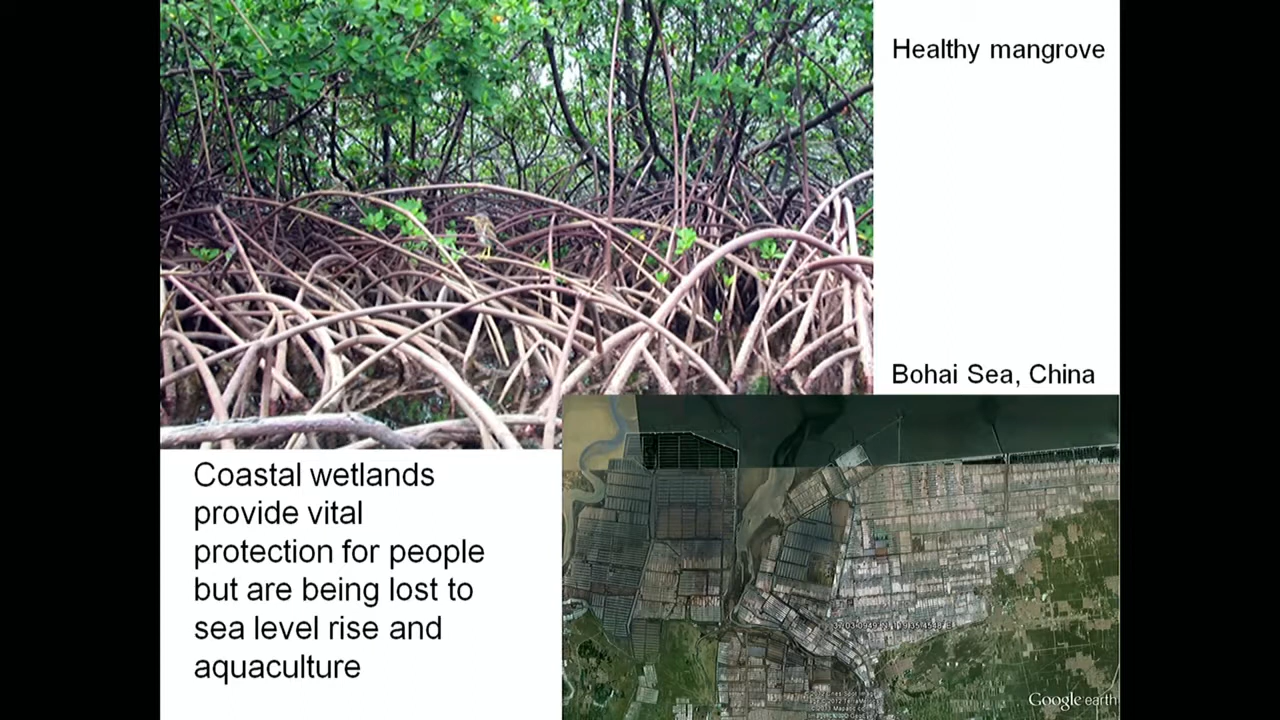 Healthy mangrove
Bohai Sea, China
Coastal wetlands
provide vital
protection for people
but are being lost to
sea level rise and
aquaculture
Google earth